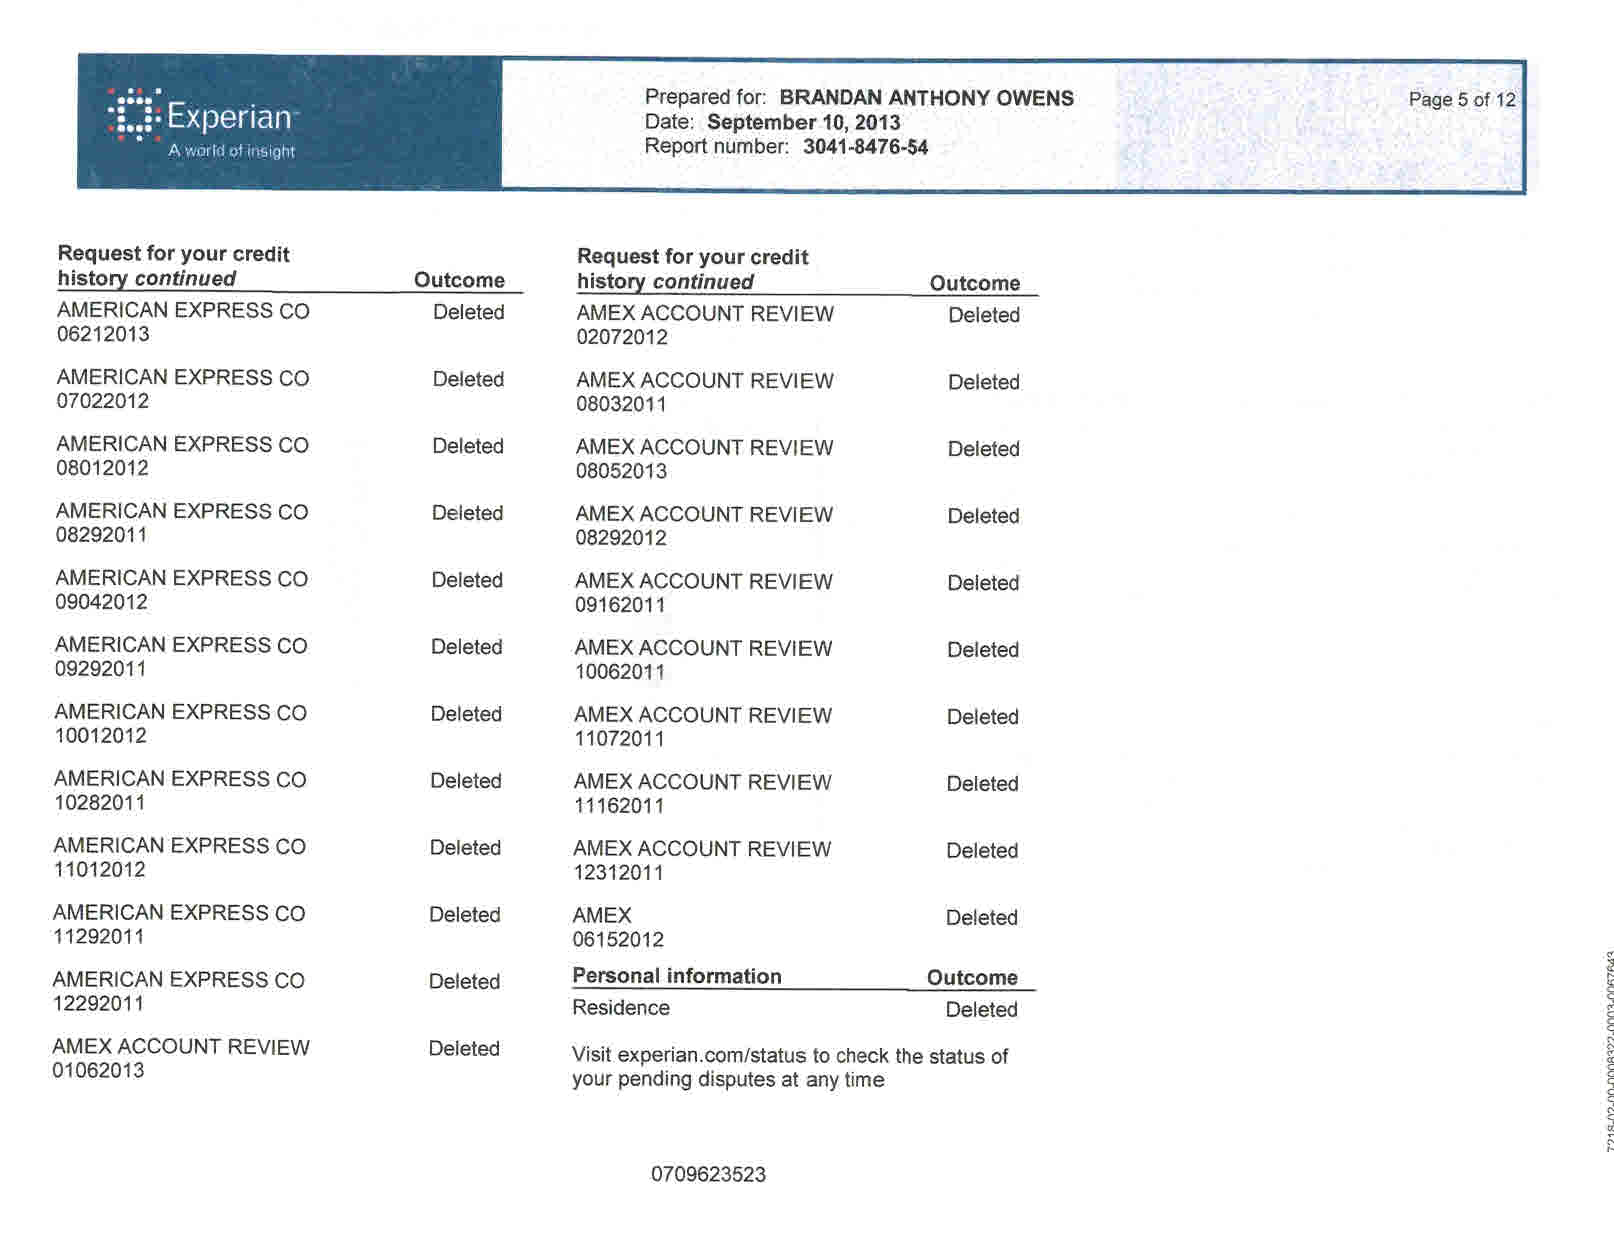 Experian
A world of insight
Prepared for: BRANDAN ANTHONY OWENS
Date: September 10, 2013
Report number: 3041-8476-54
Page 5 of 12
Request for your credit
history continued Outcome
AMERICAN EXPRESS CO Deleted
06212013
AMERICAN EXPRESS CO Deleted
07022012
AMERICAN EXPRESS CO Deleted
08012012
AMERICAN EXPRESS CO Deleted
08292011
AMERICAN EXPRESS CO Deleted
09042012
AMERICAN EXPRESS CO Deleted
09292011
AMERICAN EXPRESS CO Deleted
10012012
AMERICAN EXPRESS CO Deleted
10282011
AMERICAN EXPRESS CO Deleted
11012012
AMERICAN EXPRESS CO Deleted
11292011
AMERICAN EXPRESS CO Deleted
12292011
AMEX ACCOUNT REVIEW Deleted
01062013
Request for your credit
history continued Outcome
AMEX ACCOUNT REVIEW Deleted
02072012
AMEX ACCOUNT REVIEW Deleted
08032011
AMEX ACCOUNT REVIEW Deleted
08052013
AMEX ACCOUNT REVIEW Deleted
08292012
AMEX ACCOUNT REVIEW Deleted
09162011
AMEX ACCOUNT REVIEW Deleted
10062011
AMEX ACCOUNT REVIEW Deleted
11072011
AMEX ACCOUNT REVIEW Deleted
11162011
AMEX ACCOUNT REVIEW Deleted
12312011
AMEX Deleted
06152012
Personal information Outcome
Residence Deleted
Visit experian.com/status to check the status of
your pending disputes at any time
0709623523